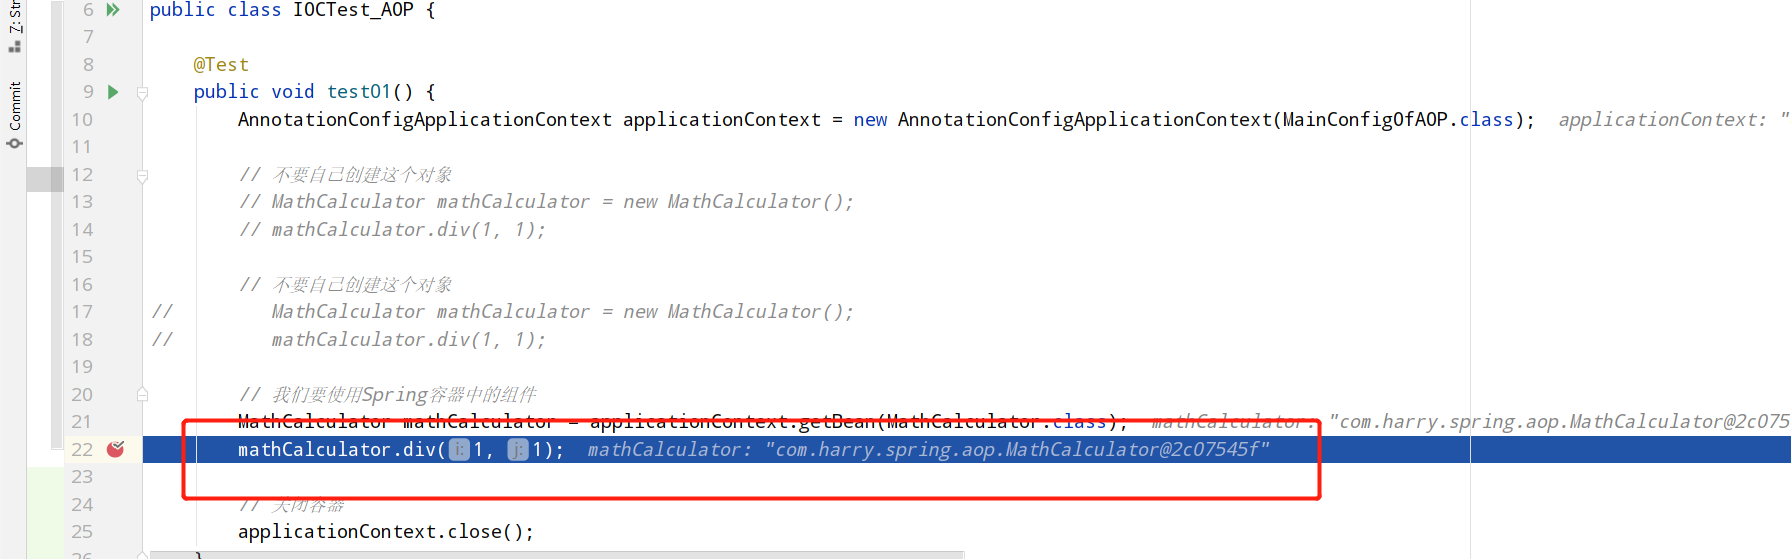 Z: Str
Commit
6 public class IOCTest_AOP {
7
8 @Test
9 public void test01() {
10 AnnotationConfigApplicationContext applicationContext = new AnnotationConfigApplicationContext(MainConfigOfAOP.class); applicationContext: "
11
12 // 不要自己创建这个对象
13 // MathCalculator mathCalculator = new MathCalculator();
14 // mathCalculator.div(1, 1);
15
16 // 不要自己创建这个对象
17 // MathCalculator mathCalculator = new MathCalculator();
18 // mathCalculator.div(1, 1);
19
20 // 我们要使用Spring容器中的组件
21 MathCalculator mathCalculator = applicationContext.getBean(MathCalculator.class); mathCalculator: "com.harry.spring.aop.MathCalculator@2c075
22 mathCalculator.div( i: 1, j: 1); mathCalculator: "com.harry.spring.aop.MathCalculator@2c07545f"
23
24 // 关闭容器
25 applicationContext.close();
26 }